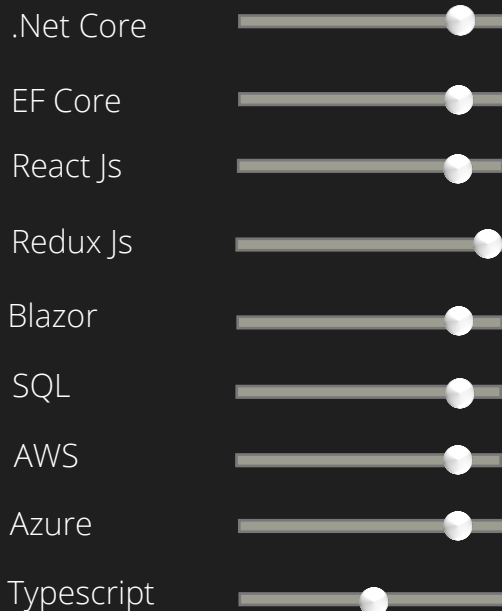 .Net Core
EF Core
React Js
Redux Js
Blazor
SQL
AWS
Azure
Typescript